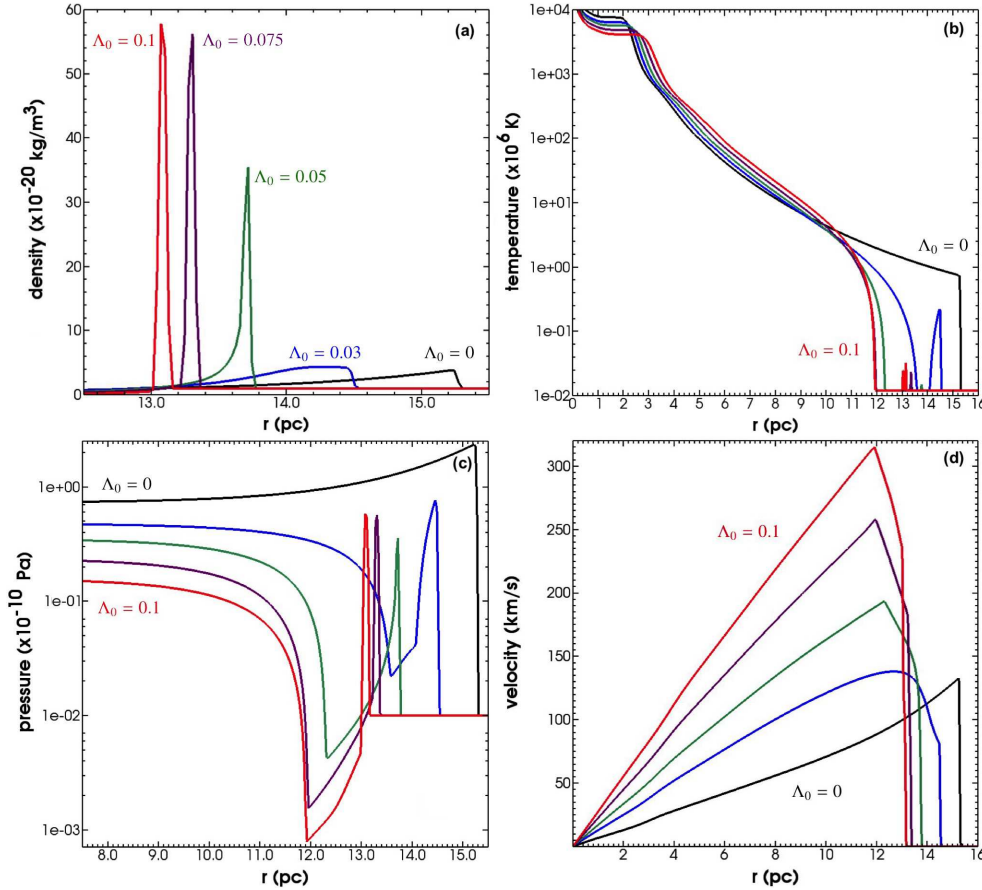 (a)
Λ₀ = 0.1
Λ₀ = 0.075
Λ₀ = 0.05
Λ₀ = 0.03
Λ₀ = 0
density (x10⁻²⁰ kg/m³)
60
50
40
30
20
10
0
13.0 14.0 15.0
r (pc)
(b)
Λ₀ = 0
Λ₀ = 0.1
temperature (x10⁶ K)
1e+04
1e+03
1e+02
1e+01
1e+00
1e-01
1e-02
0 1 2 3 4 5 6 7 8 9 10 11 12 13 14 15 16
r (pc)
(c)
Λ₀ = 0
Λ₀ = 0.1
pressure (x10⁻¹⁰ Pa)
1e+00
1e-01
1e-02
1e-03
8.0 9.0 10.0 11.0 12.0 13.0 14.0 15.0
r (pc)
(d)
Λ₀ = 0.1
Λ₀ = 0
velocity (km/s)
300
250
200
150
100
50
2 4 6 8 10 12 14 16
r (pc)